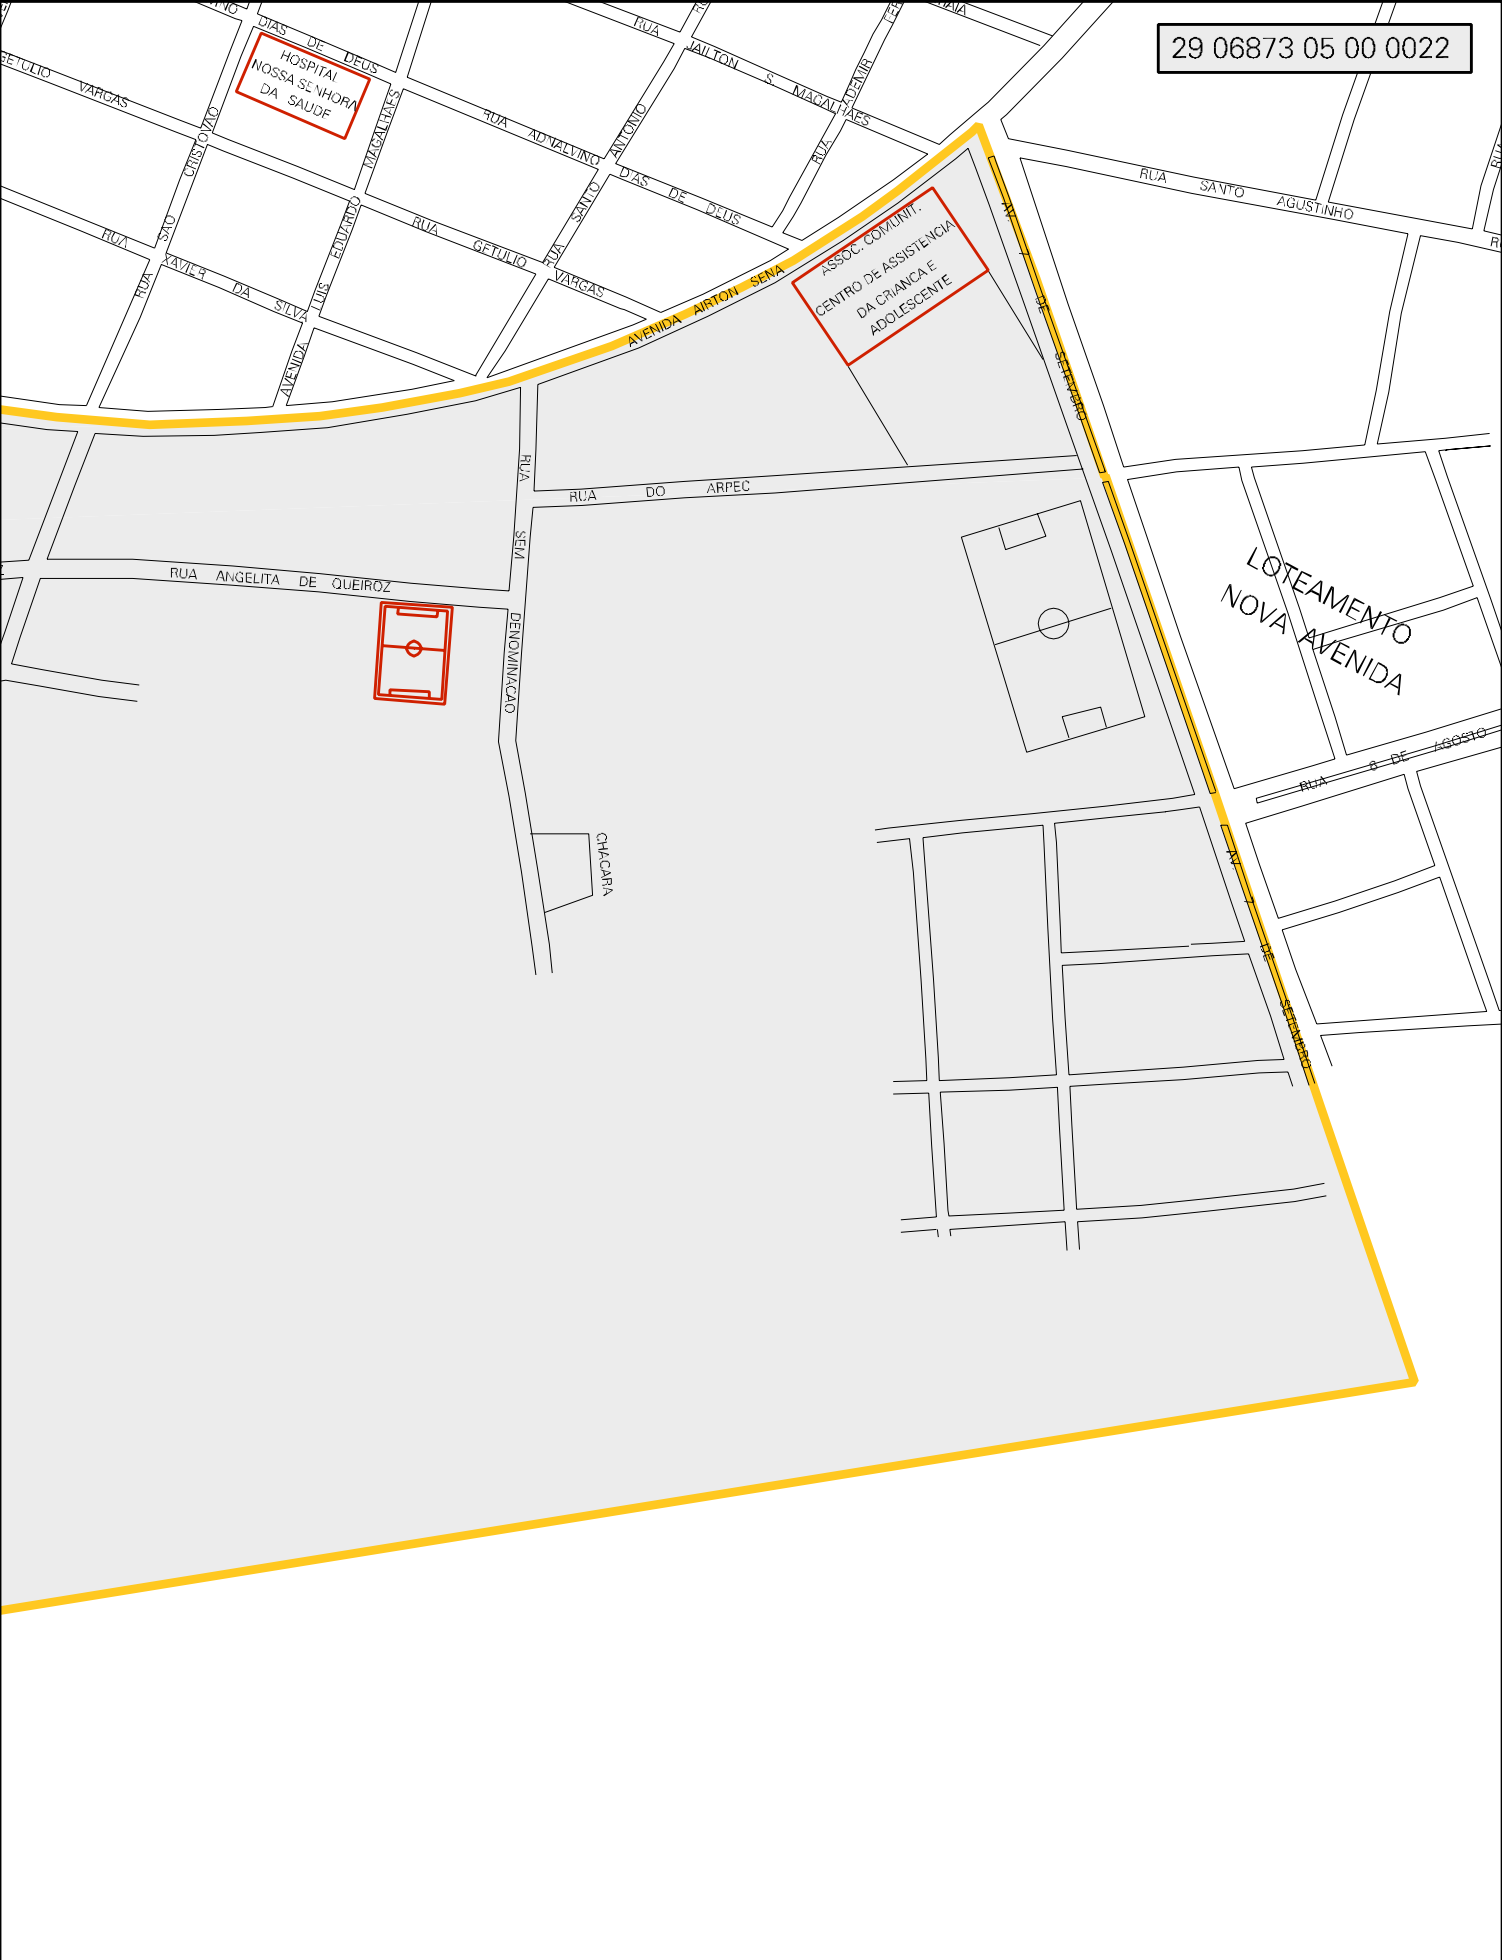 29 06873 05 00 0022
DIAS DE DEUS
HOSPITAL
NOSSA SENHORA
DA SAUDE
GETULIO VARGAS
RUA SAO CRISTOVAO
AVENIDA LUIS EDUARDO MAGALHAES
RUA ADNALVINO DIAS DE DEUS
RUA SANTO ANTONIO
RUA JAILTON S. MAGALHAES
RUA ADEMIR
RUA GETULIO VARGAS
RUA XAVIER DA SILVA
RUA SANTO AGUSTINHO
AVENIDA AIRTON SENA
ASSOC. COMUNIT.
CENTRO DE ASSISTENCIA
DA CRIANCA E
ADOLESCENTE
AV. 7 DE SETEMBRO
RUA DO ARPEC
RUA SEM DENOMINACAO
RUA ANGELITA DE QUEIROZ
LOTEAMENTO
NOVA AVENIDA
RUA 8 DE AGOSTO
CHACARA
AV. 7 DE SETEMBRO